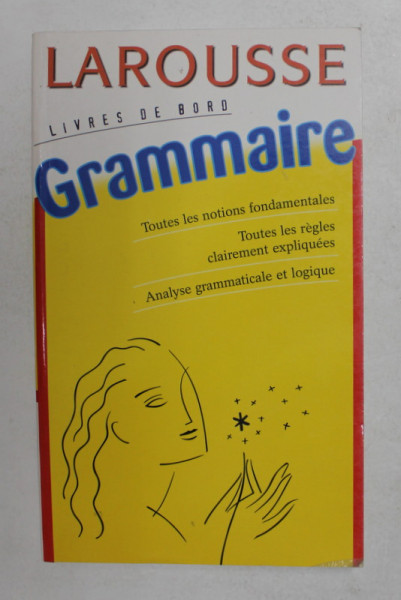 LAROUSSE
LIVRES DE BORD
Grammaire
Toutes les notions fondamentales
Toutes les règles
clairement expliquées
Analyse grammaticale et logique